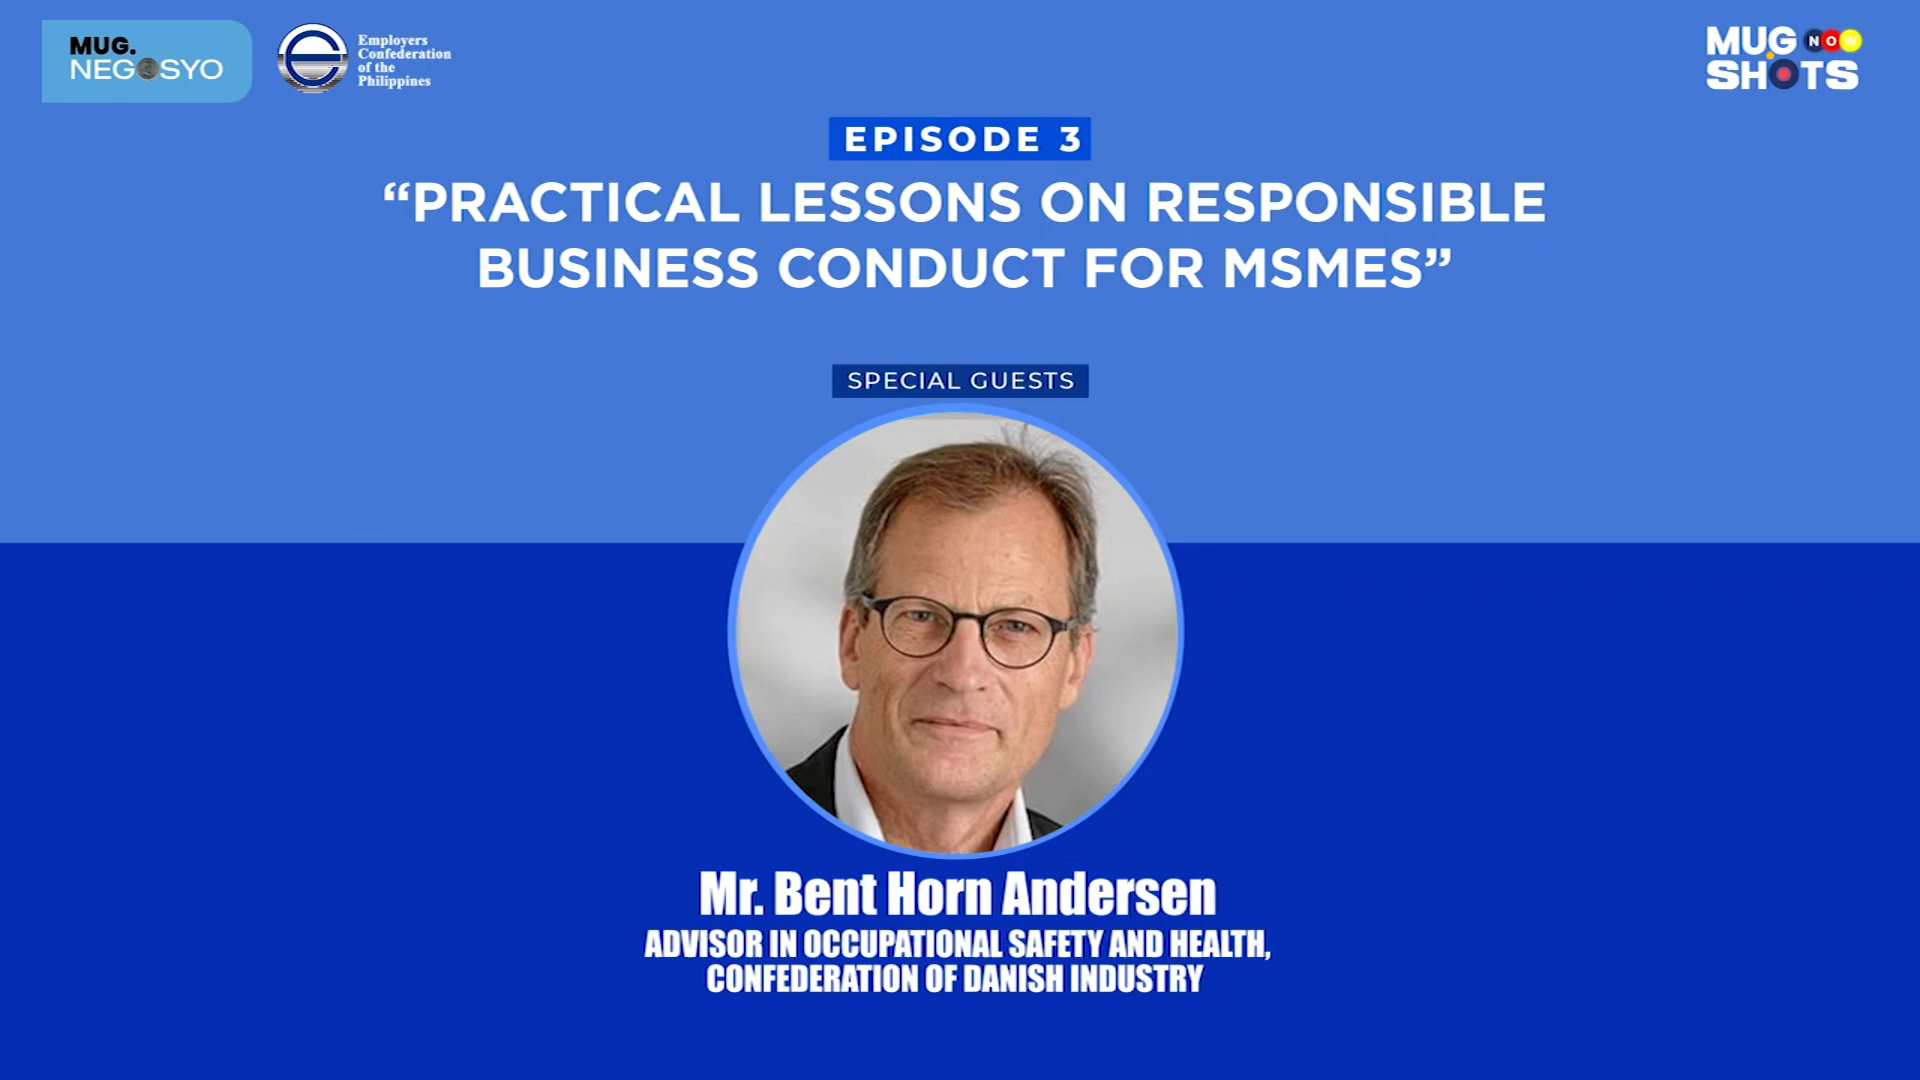 MUG.
NEGOSYO
Employers
Confederation
of the
Philippines
MUG NOW
SHOTS
EPISODE 3
“PRACTICAL LESSONS ON RESPONSIBLE
BUSINESS CONDUCT FOR MSMES”
SPECIAL GUESTS
Mr. Bent Horn Andersen
ADVISOR IN OCCUPATIONAL SAFETY AND HEALTH,
CONFEDERATION OF DANISH INDUSTRY